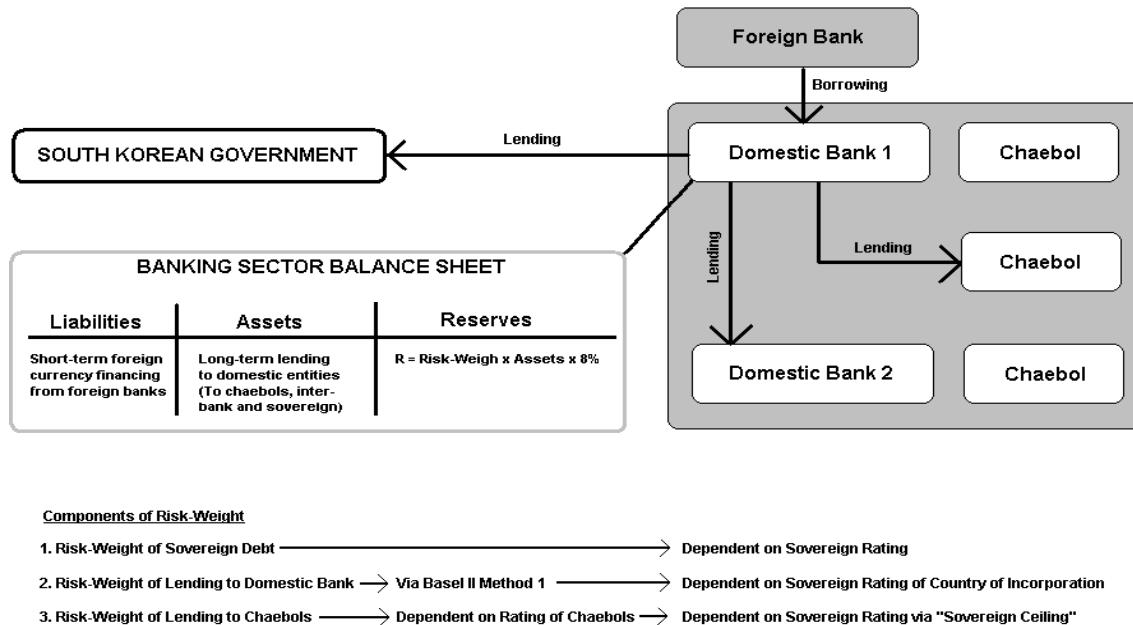 Foreign Bank
Borrowing
SOUTH KOREAN GOVERNMENT
Lending
Domestic Bank 1
Chaebol
Lending
Lending
Chaebol
Domestic Bank 2
Chaebol
BANKING SECTOR BALANCE SHEET
Liabilities
Assets
Reserves
Short-term foreign
currency financing
from foreign banks
Long-term lending
to domestic entities
(To chaebols, inter-
bank and sovereign)
R = Risk-Weigh x Assets x 8%
Components of Risk-Weight
1. Risk-Weight of Sovereign Debt Dependent on Sovereign Rating
2. Risk-Weight of Lending to Domestic Bank Via Basel II Method 1 Dependent on Sovereign Rating of Country of Incorporation
3. Risk-Weight of Lending to Chaebols Dependent on Rating of Chaebols Dependent on Sovereign Rating via "Sovereign Ceiling"